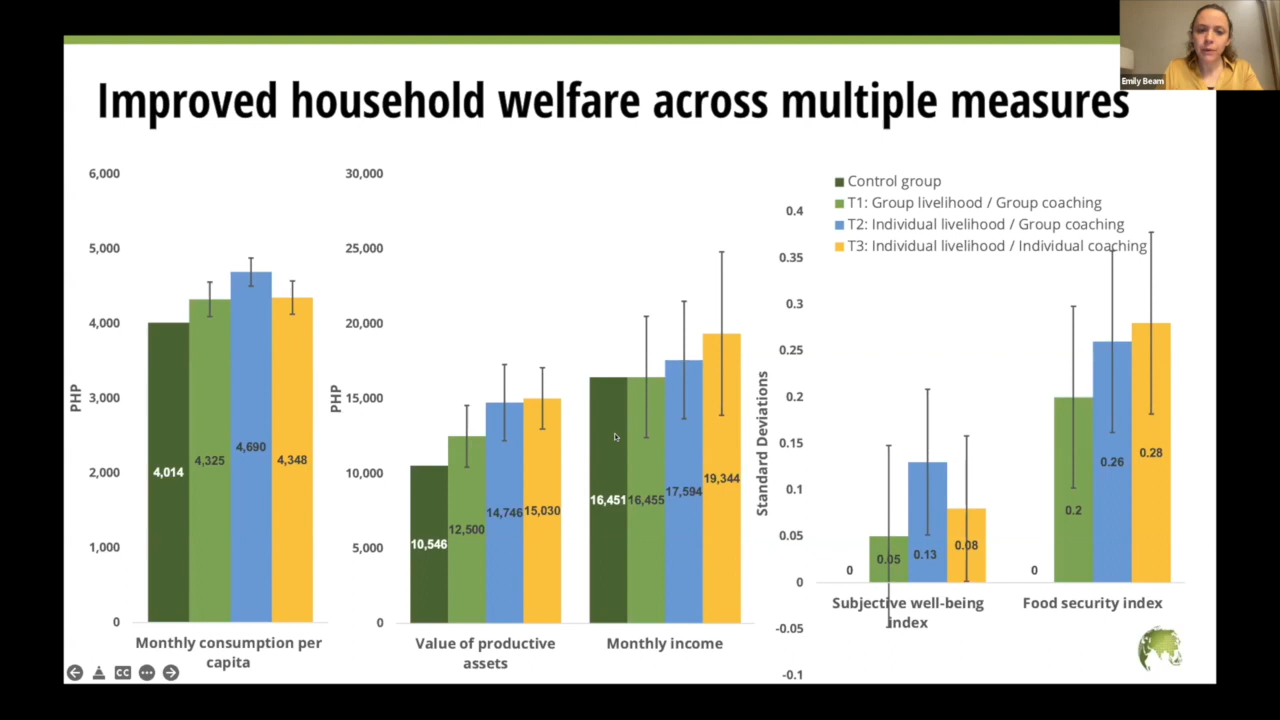 Emily Beam
Improved household welfare across multiple measures
6,000
5,000
4,000
3,000
2,000
1,000
0
PHP
4,014
4,325
4,690
4,348
Monthly consumption per
capita
30,000
25,000
20,000
15,000
10,000
5,000
0
PHP
10,546
12,500
14,746
15,030
Value of productive
assets
16,451
16,455
17,594
19,344
Monthly income
Control group
T1: Group livelihood / Group coaching
T2: Individual livelihood / Group coaching
T3: Individual livelihood / Individual coaching
0.4
0.35
0.3
0.25
0.2
0.15
0.1
0.05
0
-0.05
-0.1
Standard Deviations
0
0.05
0.13
0.08
Subjective well-being
index
0
0.2
0.26
0.28
Food security index
CC